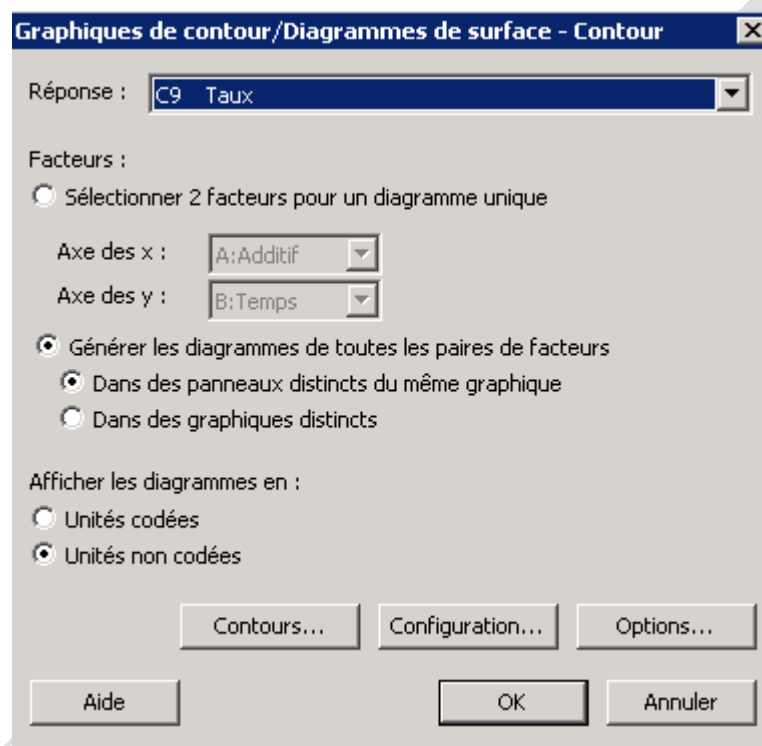 Graphiques de contour/Diagrammes de surface - Contour
Réponse : C9 Taux
Facteurs :
Sélectionner 2 facteurs pour un diagramme unique
Axe des x : A:Additif
Axe des y : B:Temps
Générer les diagrammes de toutes les paires de facteurs
Dans des panneaux distincts du même graphique
Dans des graphiques distincts
Afficher les diagrammes en :
Unités codées
Unités non codées
Contours... Configuration... Options...
Aide OK Annuler